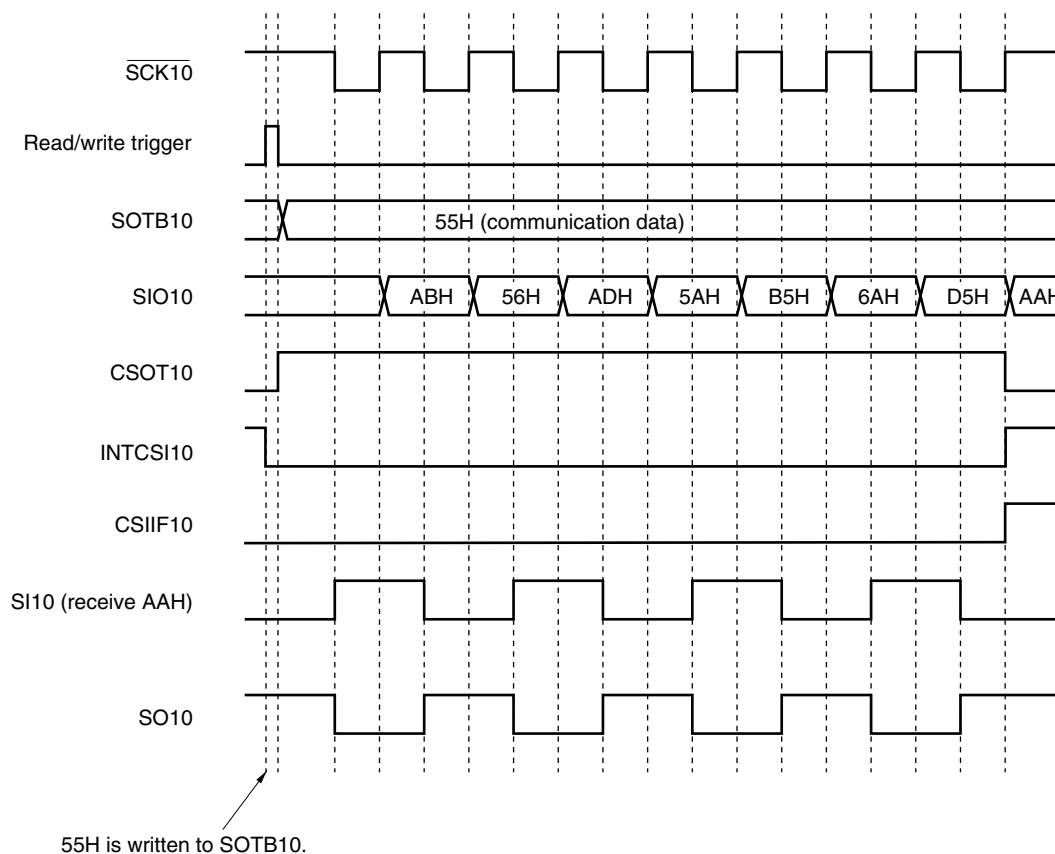 SCK10
Read/write trigger
SOTB10
55H (communication data)
SIO10
ABH 56H ADH 5AH B5H 6AH D5H AAH
CSOT10
INTCSI10
CSIIF10
SI10 (receive AAH)
SO10
55H is written to SOTB10.